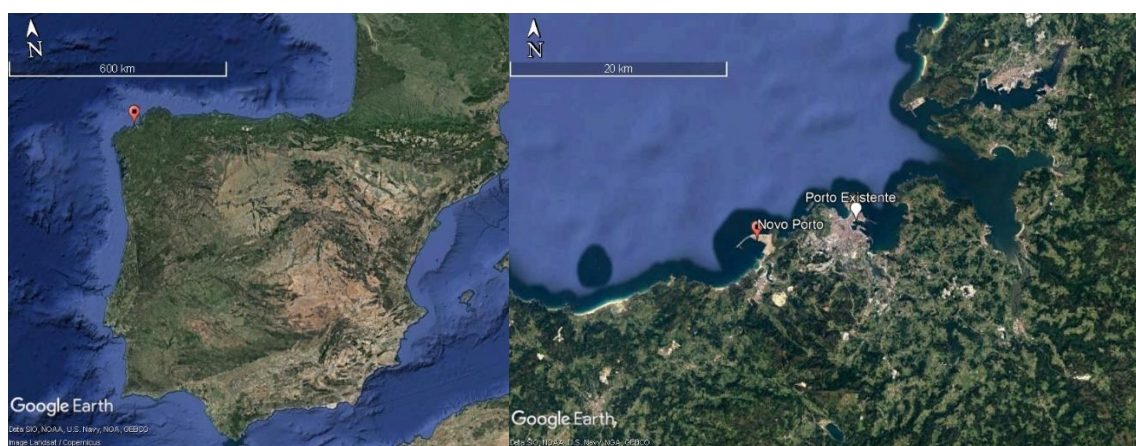 N
600 km
Google Earth
Data SIO, NOAA, U.S. Navy, NGA, GEBCO
Image Landsat / Copernicus
N
20 km
Porto Existente
Novo Porto
Google Earth
Data SIO, NOAA, U.S. Navy, NGA, GEBCO